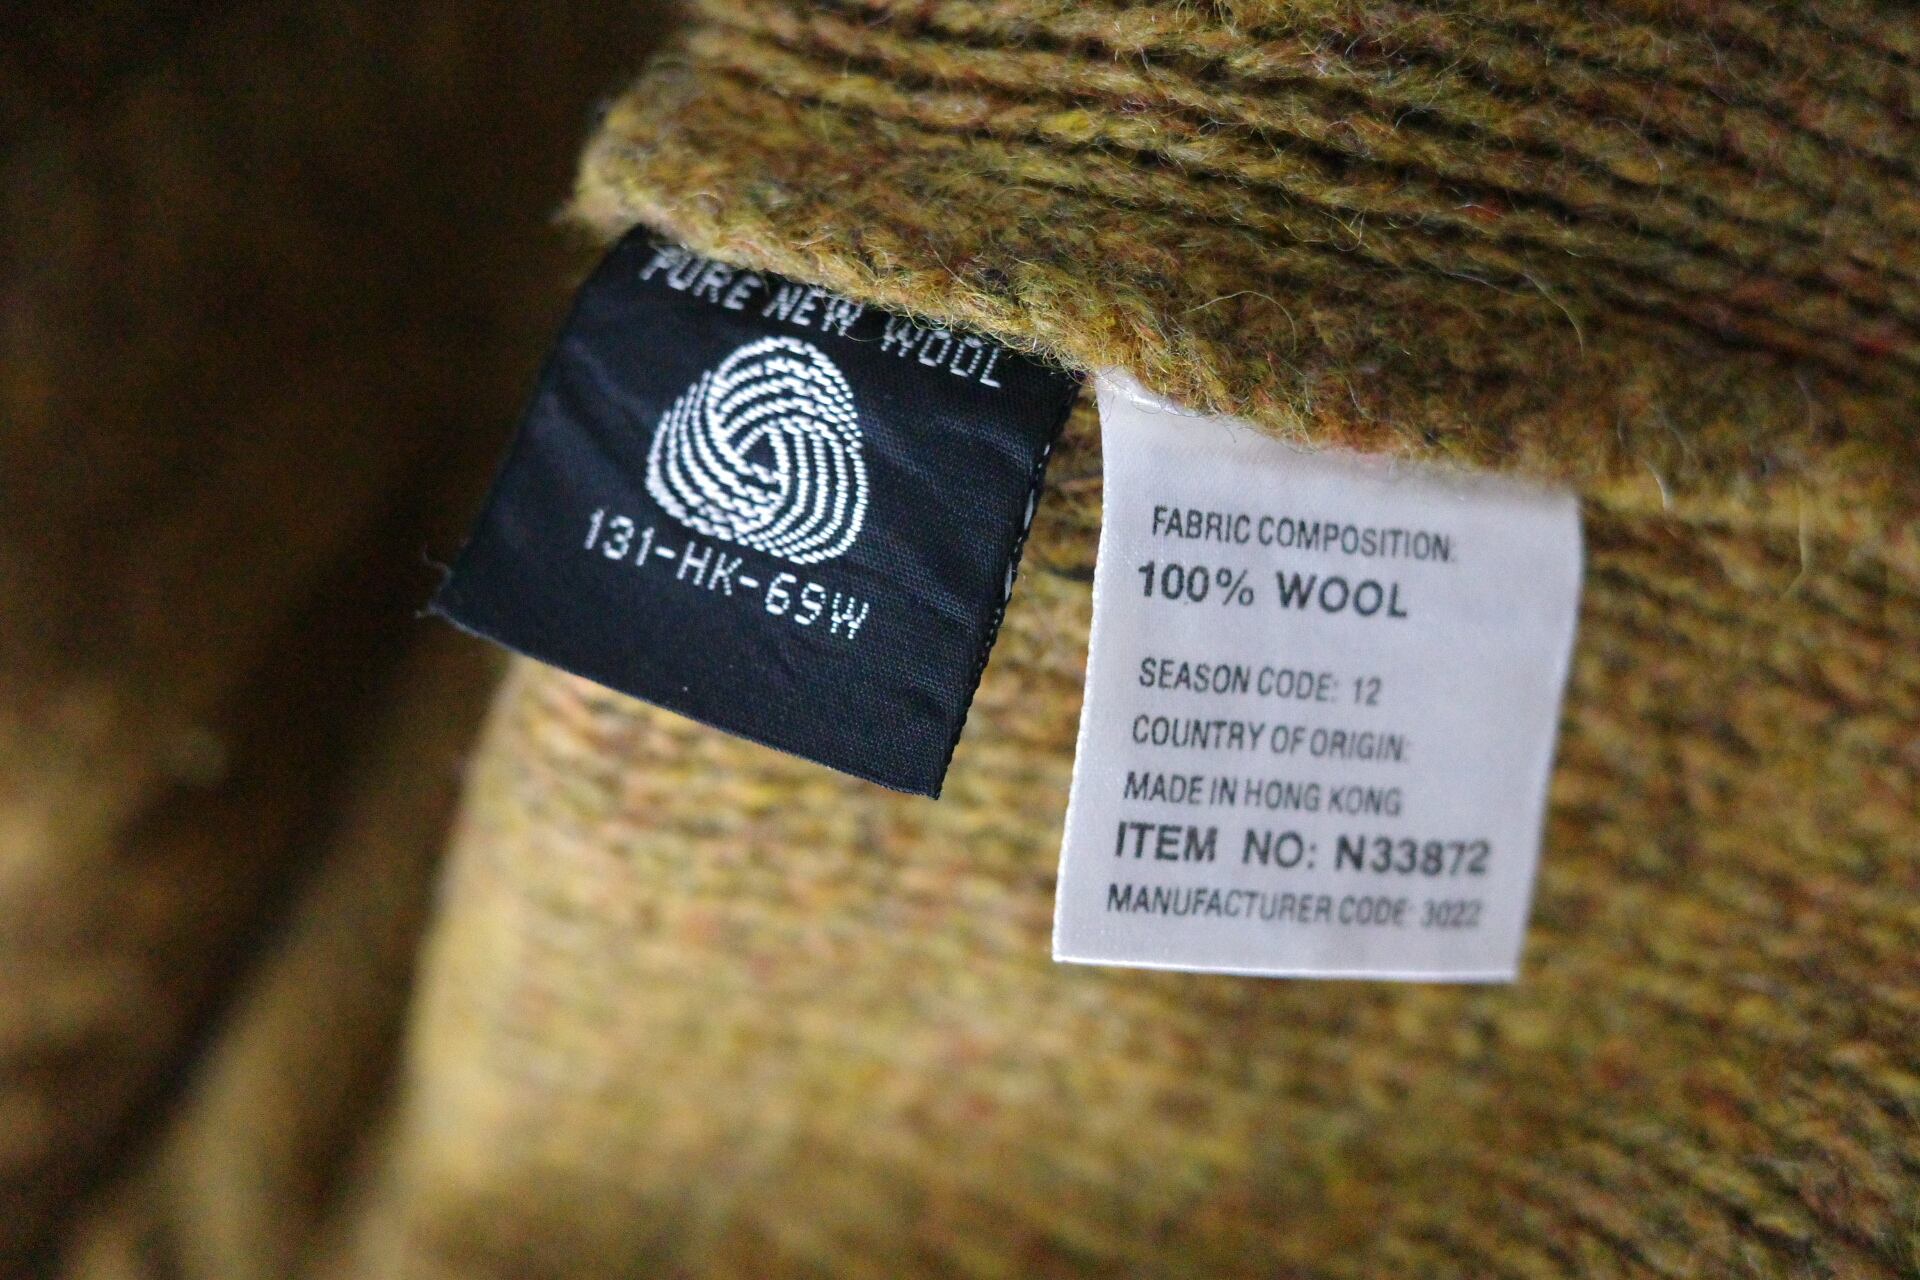 PURE NEW WOOL
131-HK-69W
FABRIC COMPOSITION:
100% WOOL
SEASON CODE: 12
COUNTRY OF ORIGIN:
MADE IN HONG KONG
ITEM NO: N33872
MANUFACTURER CODE: 3022